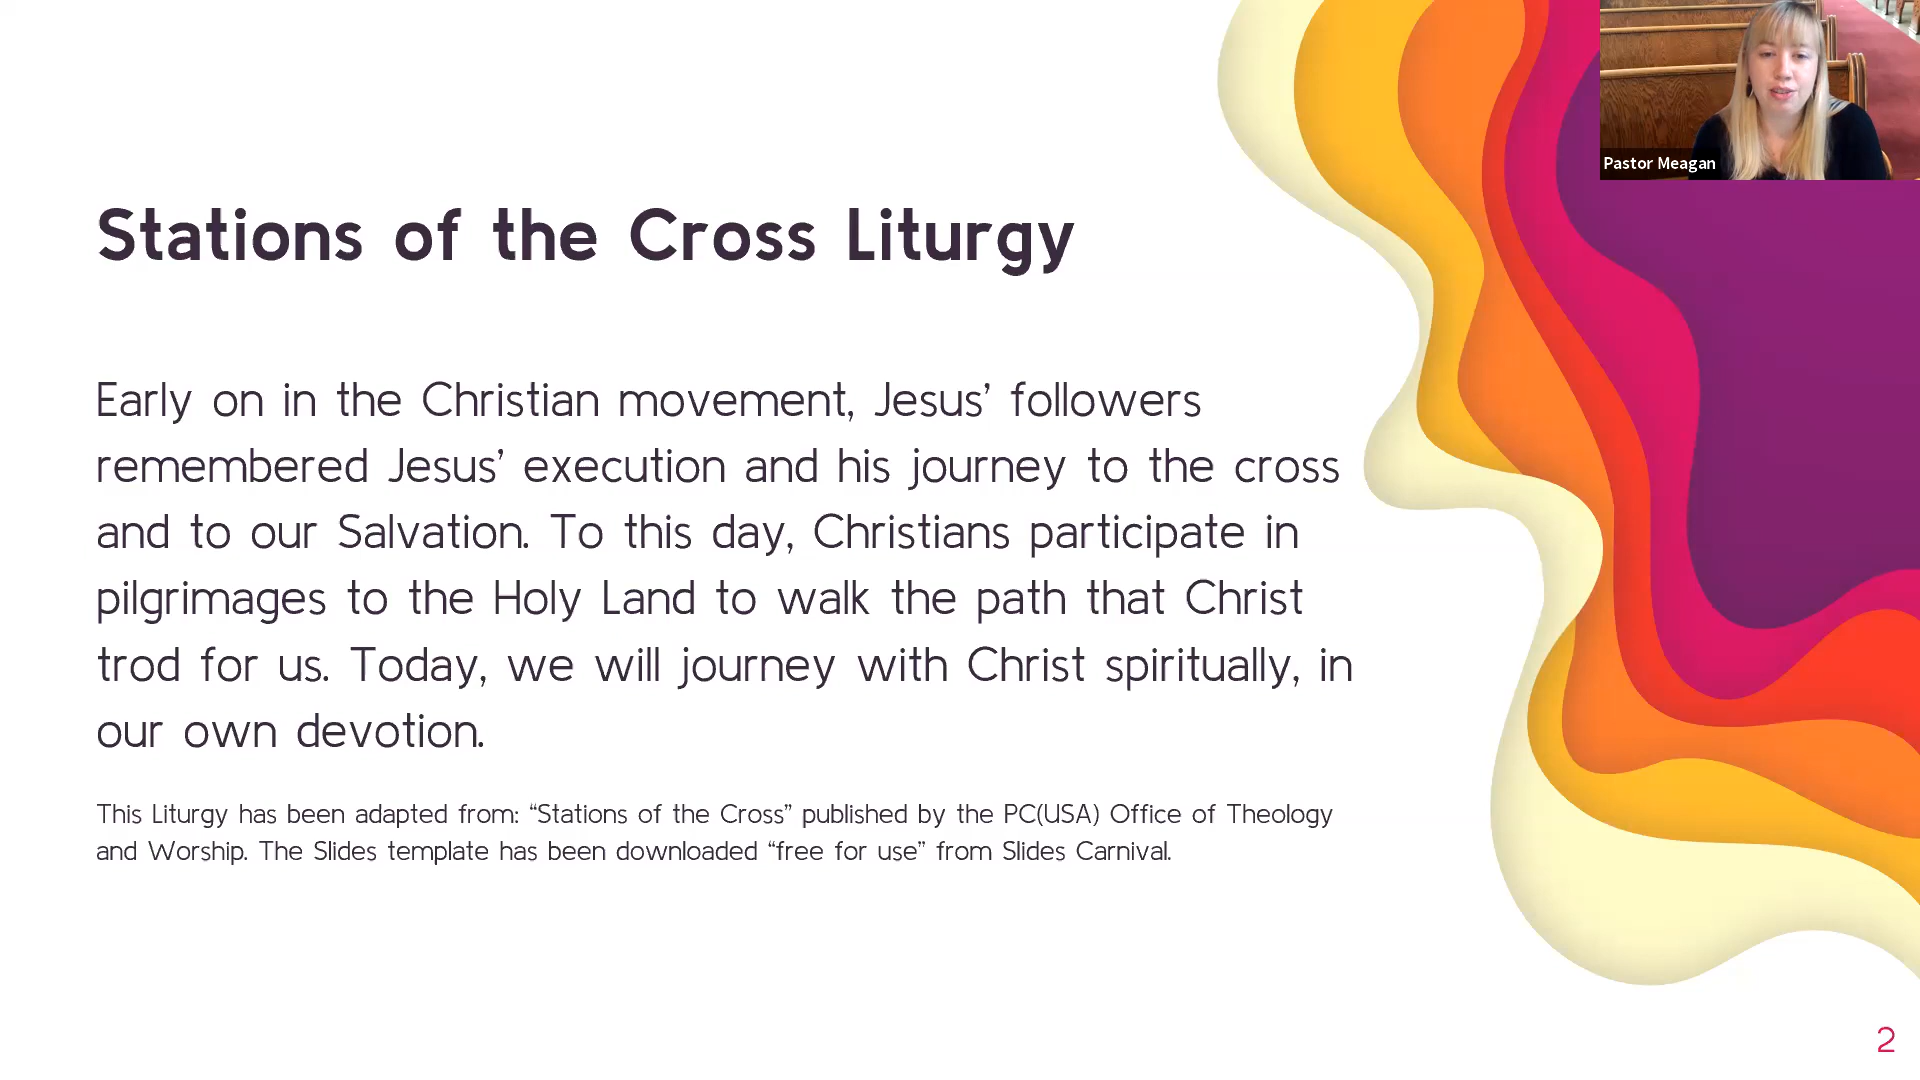 Pastor Meagan
Stations of the Cross Liturgy
Early on in the Christian movement, Jesus’ followers
remembered Jesus’ execution and his journey to the cross
and to our Salvation. To this day, Christians participate in
pilgrimages to the Holy Land to walk the path that Christ
trod for us. Today, we will journey with Christ spiritually, in
our own devotion.
This Liturgy has been adapted from: “Stations of the Cross” published by the PC(USA) Office of Theology
and Worship. The Slides template has been downloaded “free for use” from Slides Carnival.
2